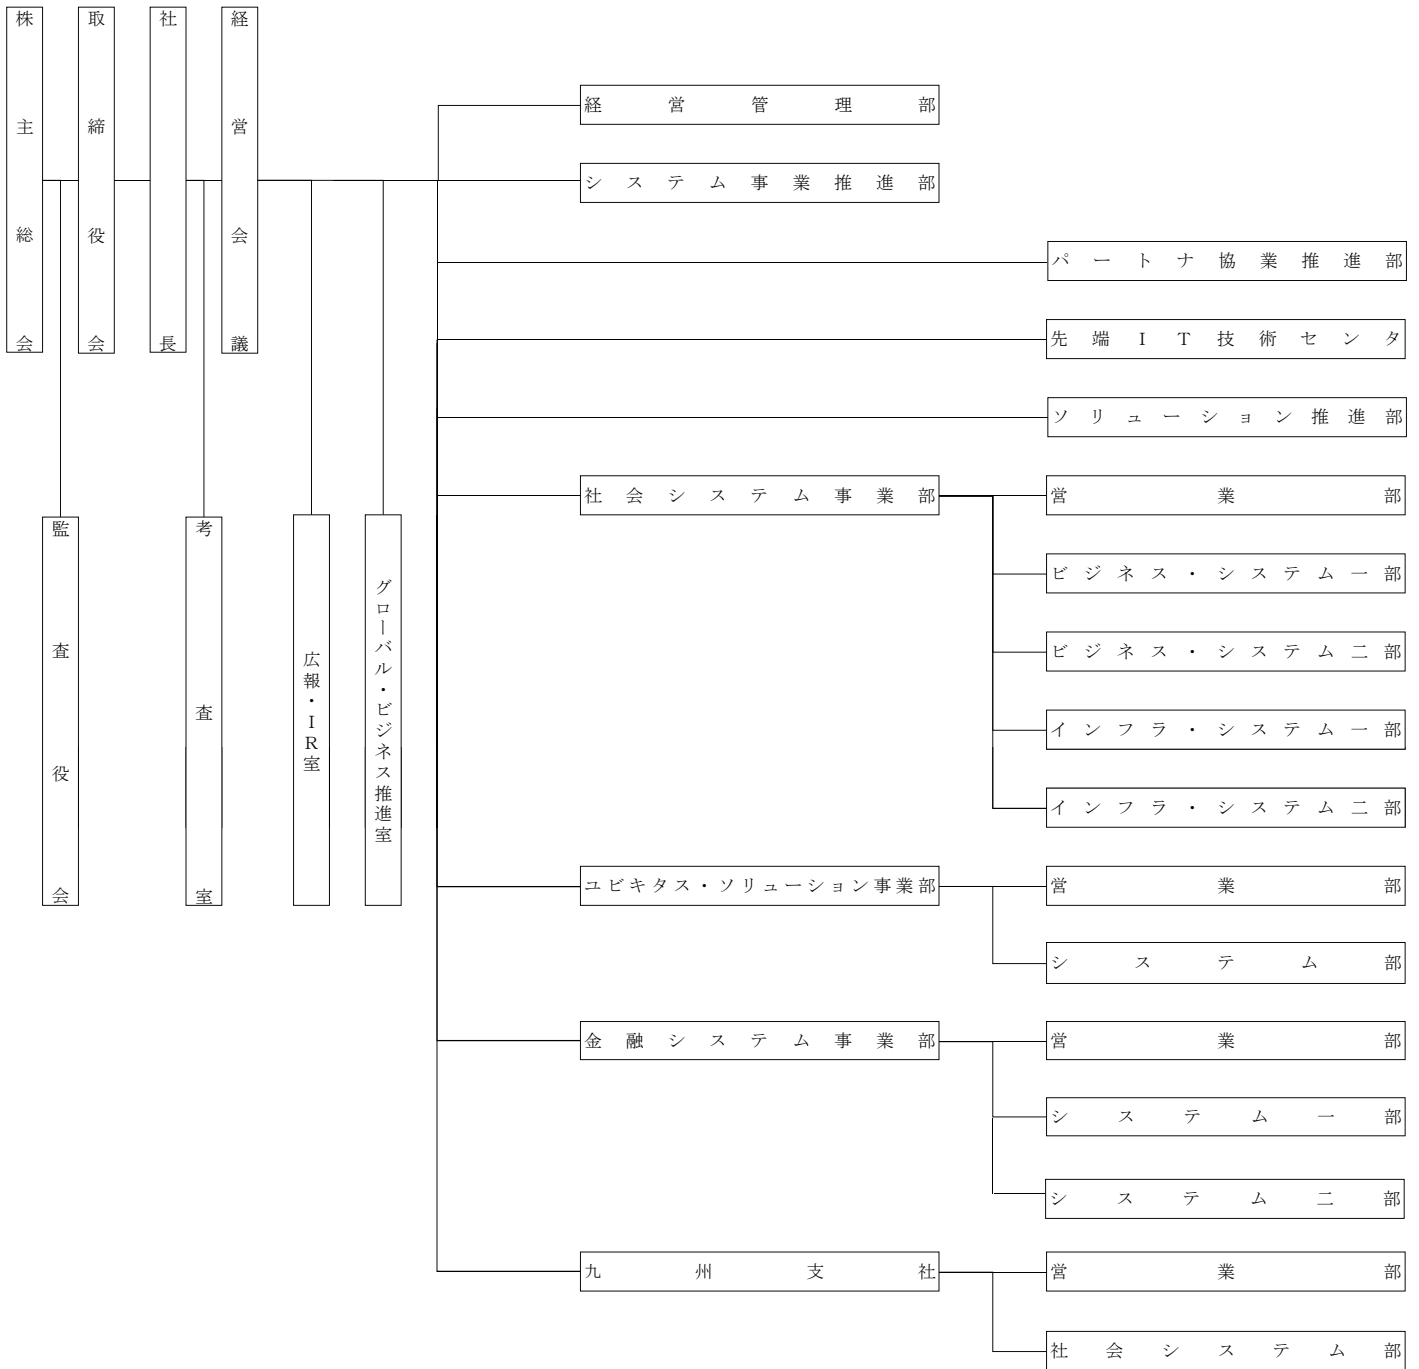 株主総会
取締役会
社長
経営会議
監査役会
考査室
広報・IR室
グローバル・ビジネス推進室
経営管理部
システム事業推進部
パートナ協業推進部
先端IT技術センタ
ソリューション推進部
社会システム事業部
営業部
ビジネス・システム一部
ビジネス・システム二部
インフラ・システム一部
インフラ・システム二部
ユビキタス・ソリューション事業部
営業部
システム部
金融システム事業部
営業部
システム一部
システム二部
九州支社
営業部
社会システム部